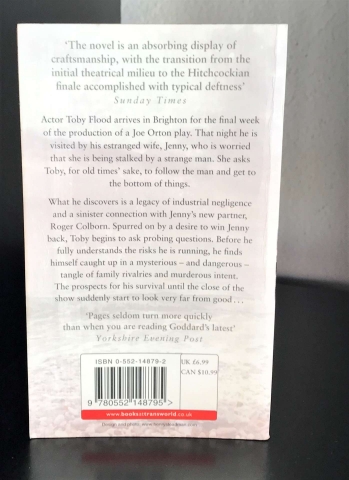 ‘The novel is an absorbing display of
craftsmanship, with the transition from the
initial theatrical milieu to the Hitchcockian
finale accomplished with typical deftness’
Sunday Times
Actor Toby Flood arrives in Brighton for the final week
of the production of a Joe Orton play. That night he is
visited by his estranged wife, Jenny, who is worried
that she is being stalked by a strange man. She asks
Toby, for old times’ sake, to follow the man and get to
the bottom of things.
What he discovers is a legacy of industrial negligence
and a sinister connection with Jenny’s new partner,
Roger Colborn. Spurred on by a desire to win Jenny
back, Toby begins to ask probing questions. Before he
fully understands the risks he is running, he finds
himself caught up in a mysterious – and dangerous –
tangle of family rivalries and murderous intent.
The prospects for his survival until the close of the
show suddenly start to look very far from good...
‘Pages seldom turn more quickly
than when you are reading Goddard’s latest’
Yorkshire Evening Post
ISBN 0-552-14879-2
UK £6.99
CAN $10.99
9 780552 148795 >
www.booksattransworld.co.uk